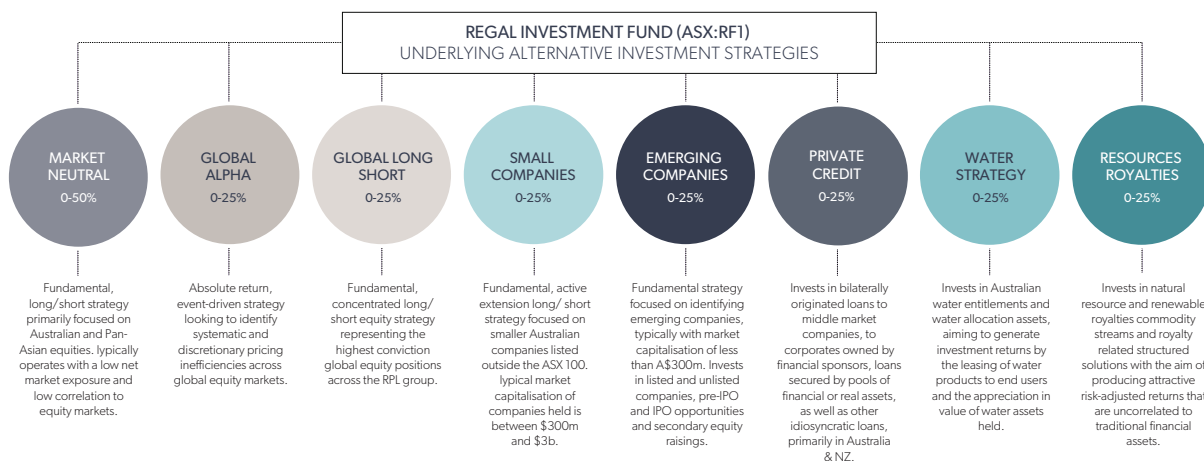 REGAL INVESTMENT FUND (ASX:RF1)
UNDERLYING ALTERNATIVE INVESTMENT STRATEGIES
MARKET
NEUTRAL
0-50%
Fundamental,
long/short strategy
primarily focused on
Australian and Pan-
Asian equities. Typically
operates with a low net
market exposure and
low correlation to
equity markets.
GLOBAL
ALPHA
0-25%
Absolute return,
event-driven strategy
looking to identify
systematic and
discretionary pricing
inefficiencies across
global equity markets.
GLOBAL LONG
SHORT
0-25%
Fundamental,
concentrated long/
short equity strategy
representing the
highest conviction
global equity positions
across the RPL group.
SMALL
COMPANIES
0-25%
Fundamental, active
extension long/ short
strategy focused on
smaller Australian
companies listed
outside the ASX 100.
Typical market
capitalisation of
companies held is
between $300m
and $3b.
EMERGING
COMPANIES
0-25%
Fundamental strategy
focused on identifying
emerging companies,
typically with market
capitalisation of less
than A$300m. Invests
in listed and unlisted
companies, pre-IPO
and IPO opportunities
and secondary equity
raisings.
PRIVATE
CREDIT
0-25%
Invests in bilaterally
originated loans to
middle market
companies, to
corporates owned by
financial sponsors, loans
secured by pools of
financial or real assets,
as well as other
idiosyncratic loans,
primarily in Australia
& NZ.
WATER
STRATEGY
0-25%
Invests in Australian
water entitlements and
water allocation assets,
aiming to generate
investment returns by
the leasing of water
products to end users
and the appreciation in
value of water assets
held.
RESOURCES
ROYALTIES
0-25%
Invests in natural
resource and renewable
royalties commodity
streams and royalty
related structured
solutions with the aim of
producing attractive
risk-adjusted returns that
are uncorrelated to
traditional financial
assets.